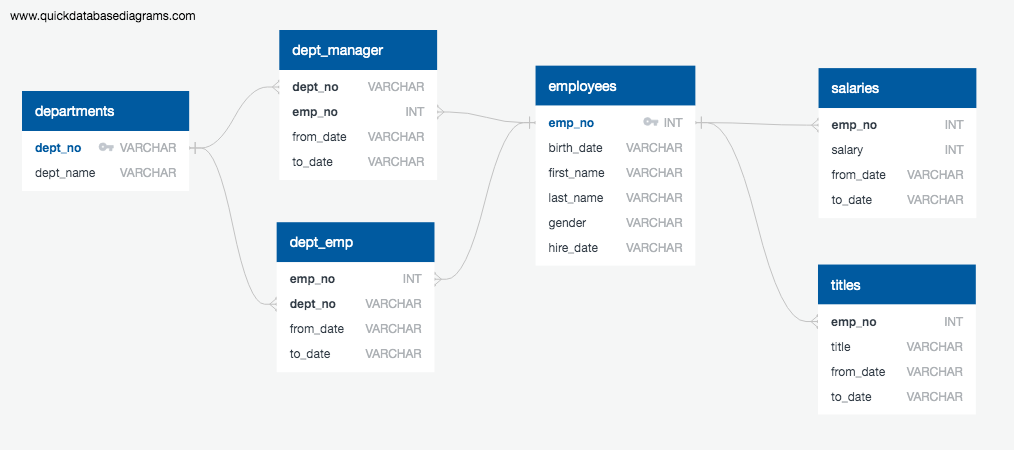 www.quickdatabasediagrams.com
departments
dept_no VARCHAR
dept_name VARCHAR
dept_manager
dept_no VARCHAR
emp_no INT
from_date VARCHAR
to_date VARCHAR
dept_emp
emp_no INT
dept_no VARCHAR
from_date VARCHAR
to_date VARCHAR
employees
emp_no INT
birth_date VARCHAR
first_name VARCHAR
last_name VARCHAR
gender VARCHAR
hire_date VARCHAR
salaries
emp_no INT
salary INT
from_date VARCHAR
to_date VARCHAR
titles
emp_no INT
title VARCHAR
from_date VARCHAR
to_date VARCHAR